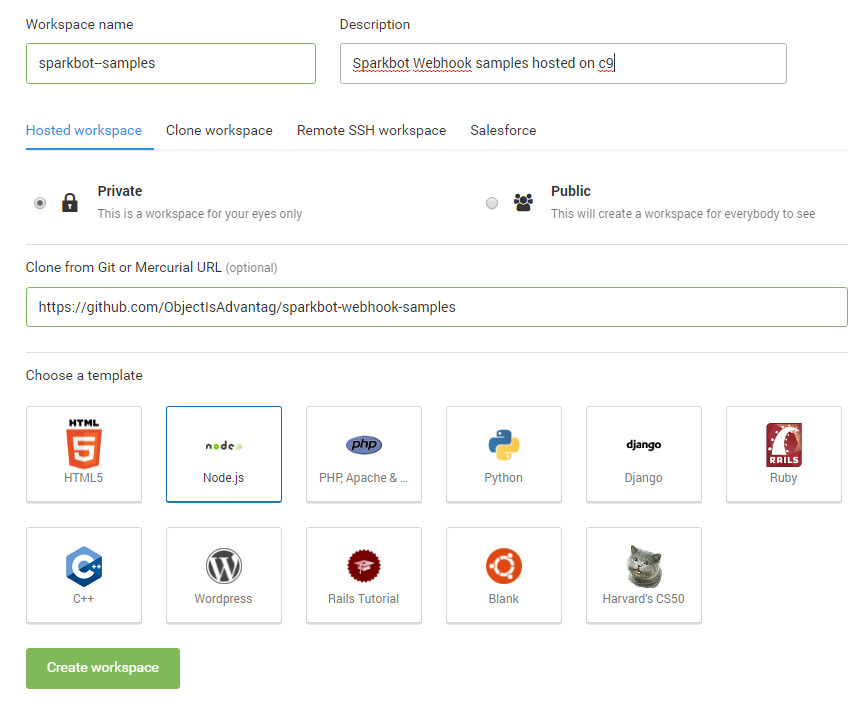 Workspace name
Description
sparkbot--samples
Sparkbot Webhook samples hosted on c9
Hosted workspace
Clone workspace
Remote SSH workspace
Salesforce
Private
This is a workspace for your eyes only
Public
This will create a workspace for everybody to see
Clone from Git or Mercurial URL (optional)
https://github.com/ObjectIsAdvantag/sparkbot-webhook-samples
Choose a template
HTML
5
HTML5
node
Node.js
php
PHP, Apache & ...
Python
django
Django
RAILS
Ruby
C++
C++
W
Wordpress
Rails Tutorial
Blank
Harvard's CS50
Create workspace